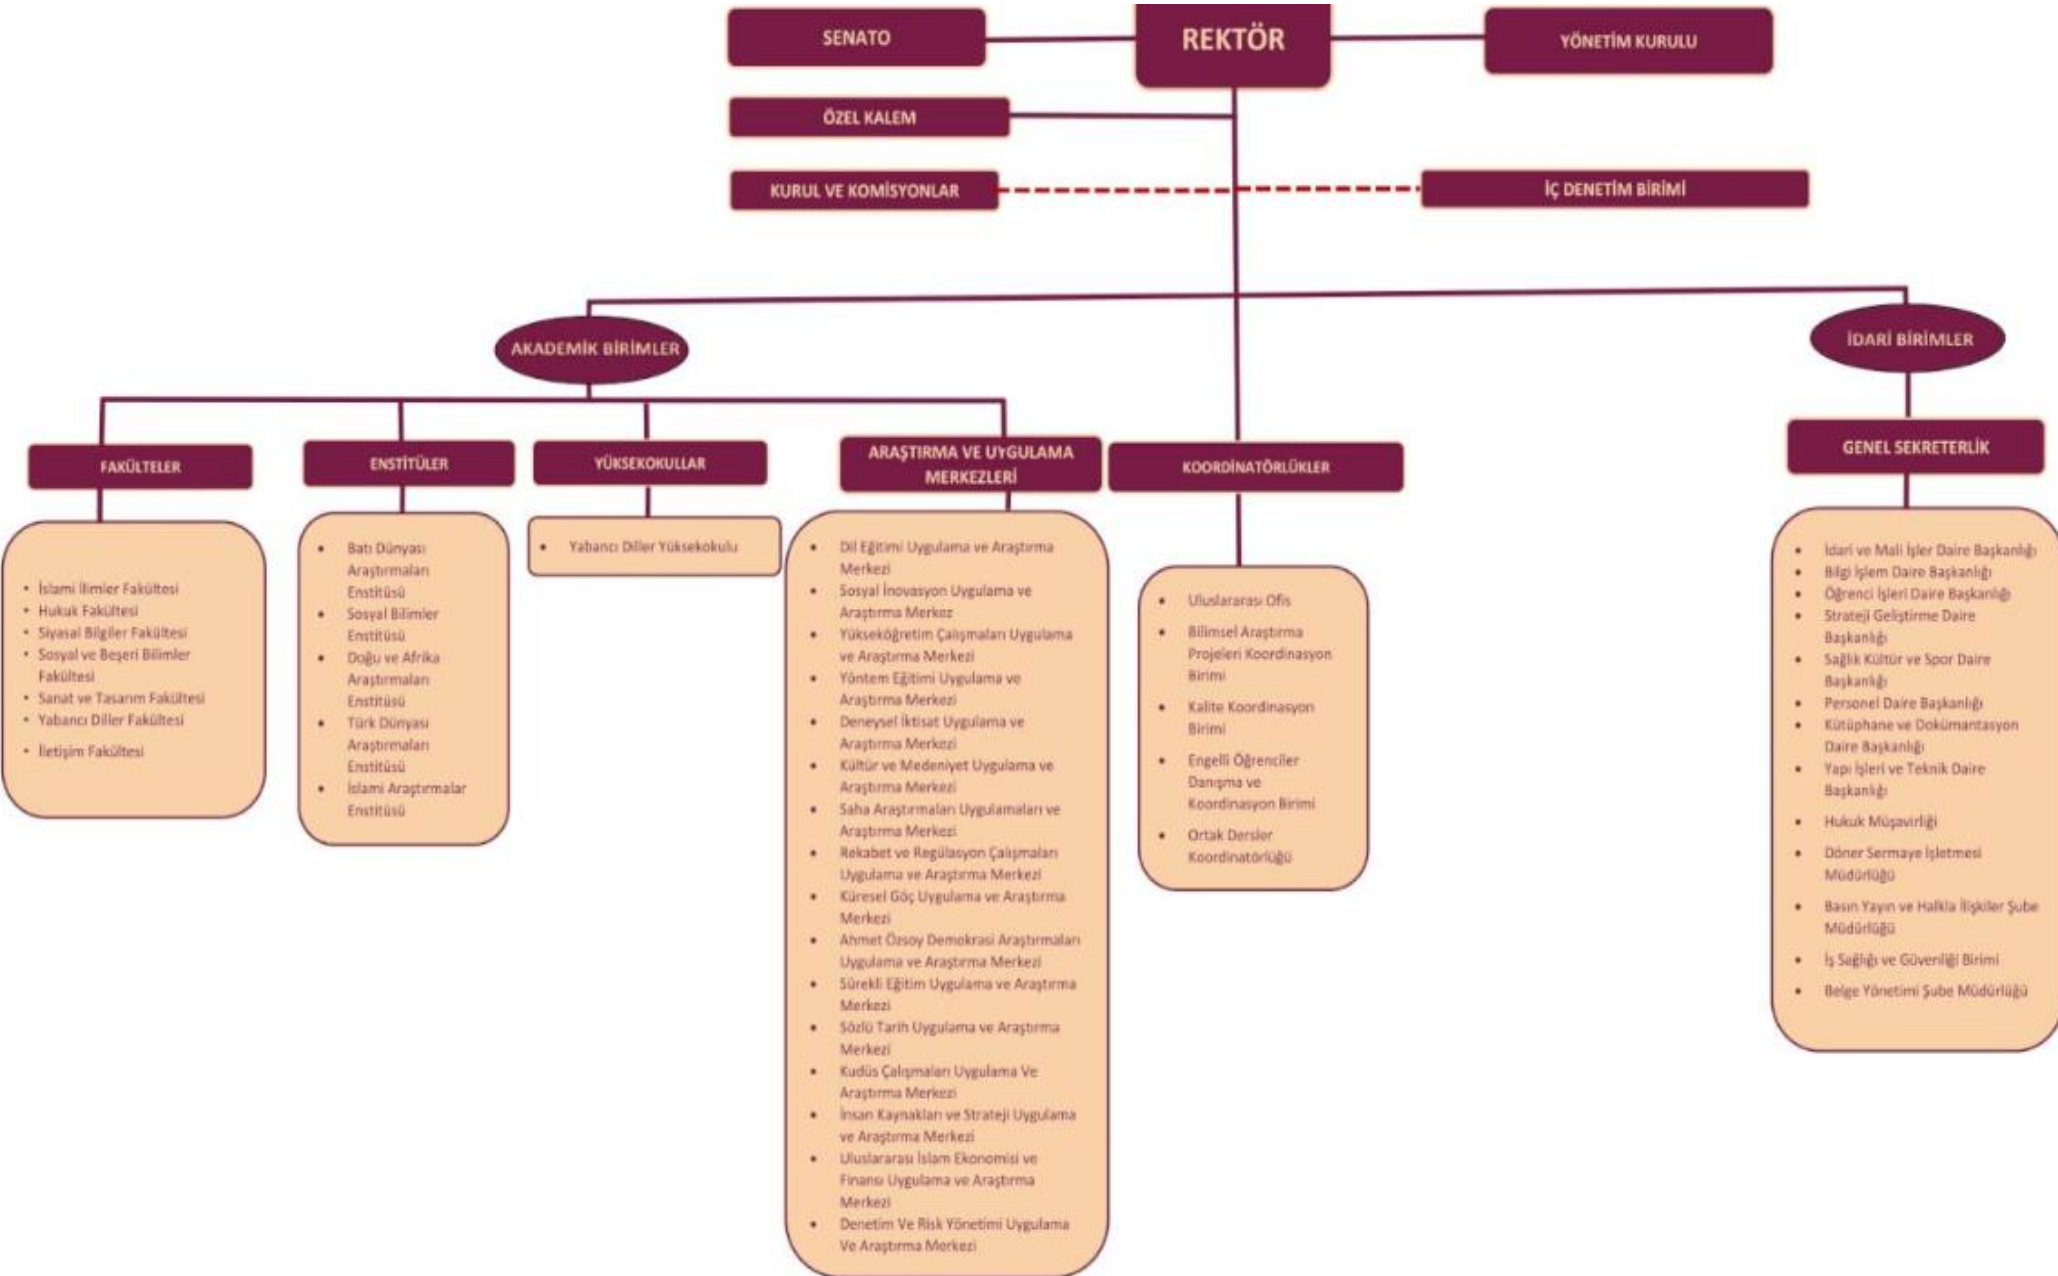 SENATO
REKTÖR
YÖNETİM KURULU
ÖZEL KALEM
KURUL VE KOMİSYONLAR
İÇ DENETİM BİRİMİ
AKADEMİK BİRİMLER
İDARİ BİRİMLER
FAKÜLTELER
• İslami İlimler Fakültesi
• Hukuk Fakültesi
• Siyasal Bilgiler Fakültesi
• Sosyal ve Beşeri Bilimler
Fakültesi
• Sanat ve Tasarım Fakültesi
• Yabancı Diller Fakültesi
• İletişim Fakültesi
ENSTİTÜLER
• Batı Dünyası
Araştırmaları
Enstitüsü
• Sosyal Bilimler
Enstitüsü
• Doğu ve Afrika
Araştırmaları
Enstitüsü
• Türk Dünyası
Araştırmaları
Enstitüsü
• İslami Araştırmalar
Enstitüsü
YÜKSEKOKULLAR
• Yabancı Diller Yüksekokulu
ARAŞTIRMA VE UYGULAMA
MERKEZLERİ
• Dil Eğitimi Uygulama ve Araştırma
Merkezi
• Sosyal İnovasyon Uygulama ve
Araştırma Merkez
• Yükseköğretim Çalışmaları Uygulama
ve Araştırma Merkezi
• Yöntem Eğitimi Uygulama ve
Araştırma Merkezi
• Deneysel İktisat Uygulama ve
Araştırma Merkezi
• Kültür ve Medeniyet Uygulama ve
Araştırma Merkezi
• Saha Araştırmaları Uygulamaları ve
Araştırma Merkezi
• Rekabet ve Regülasyon Çalışmaları
Uygulama ve Araştırma Merkezi
• Küresel Göç Uygulama ve Araştırma
Merkezi
• Ahmet Özsoy Demokrasi Araştırmaları
Uygulama ve Araştırma Merkezi
• Sürekli Eğitim Uygulama ve Araştırma
Merkezi
• Sözlü Tarih Uygulama ve Araştırma
Merkezi
• Kudüs Çalışmaları Uygulama Ve
Araştırma Merkezi
• İnsan Kaynakları ve Strateji Uygulama
ve Araştırma Merkezi
• Uluslararası İslam Ekonomisi ve
Finansı Uygulama ve Araştırma
Merkezi
• Denetim Ve Risk Yönetimi Uygulama
Ve Araştırma Merkezi
KOORDİNATÖRLÜKLER
• Uluslararası Ofis
• Bilimsel Araştırma
Projeleri Koordinasyon
Birimi
• Kalite Koordinasyon
Birimi
• Engelli Öğrenciler
Danışma ve
Koordinasyon Birimi
• Ortak Dersler
Koordinatörlüğü
GENEL SEKRETERLİK
• İdari ve Mali İşler Daire Başkanlığı
• Bilgi İşlem Daire Başkanlığı
• Öğrenci İşleri Daire Başkanlığı
• Strateji Geliştirme Daire
Başkanlığı
• Sağlık Kültür ve Spor Daire
Başkanlığı
• Personel Daire Başkanlığı
• Kütüphane ve Dokümantasyon
Daire Başkanlığı
• Yapı İşleri ve Teknik Daire
Başkanlığı
• Hukuk Müşavirliği
• Döner Sermaye İşletmesi
Müdürlüğü
• Basın Yayın ve Halkla İlişkiler Şube
Müdürlüğü
• İş Sağlığı ve Güvenliği Birimi
• Belge Yönetimi Şube Müdürlüğü